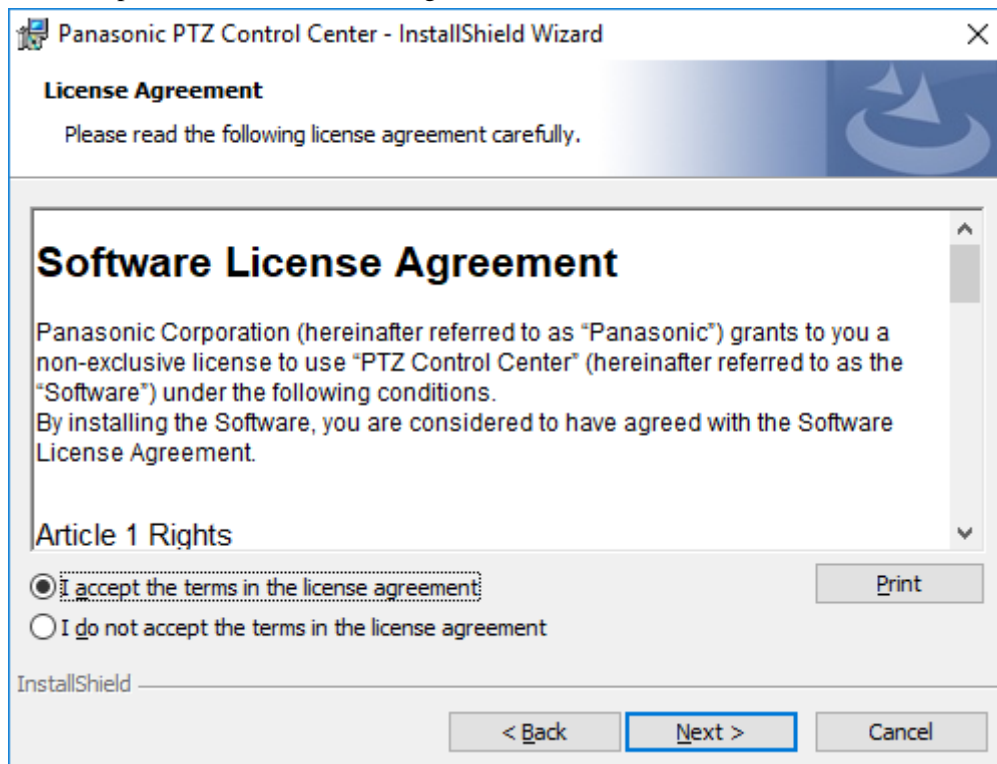 Panasonic PTZ Control Center - InstallShield Wizard
License Agreement
Please read the following license agreement carefully.
Software License Agreement
Panasonic Corporation (hereinafter referred to as “Panasonic”) grants to you a
non-exclusive license to use “PTZ Control Center” (hereinafter referred to as the
“Software”) under the following conditions.
By installing the Software, you are considered to have agreed with the Software
License Agreement.
Article 1 Rights
I accept the terms in the license agreement
Print
I do not accept the terms in the license agreement
InstallShield
< Back
Next >
Cancel